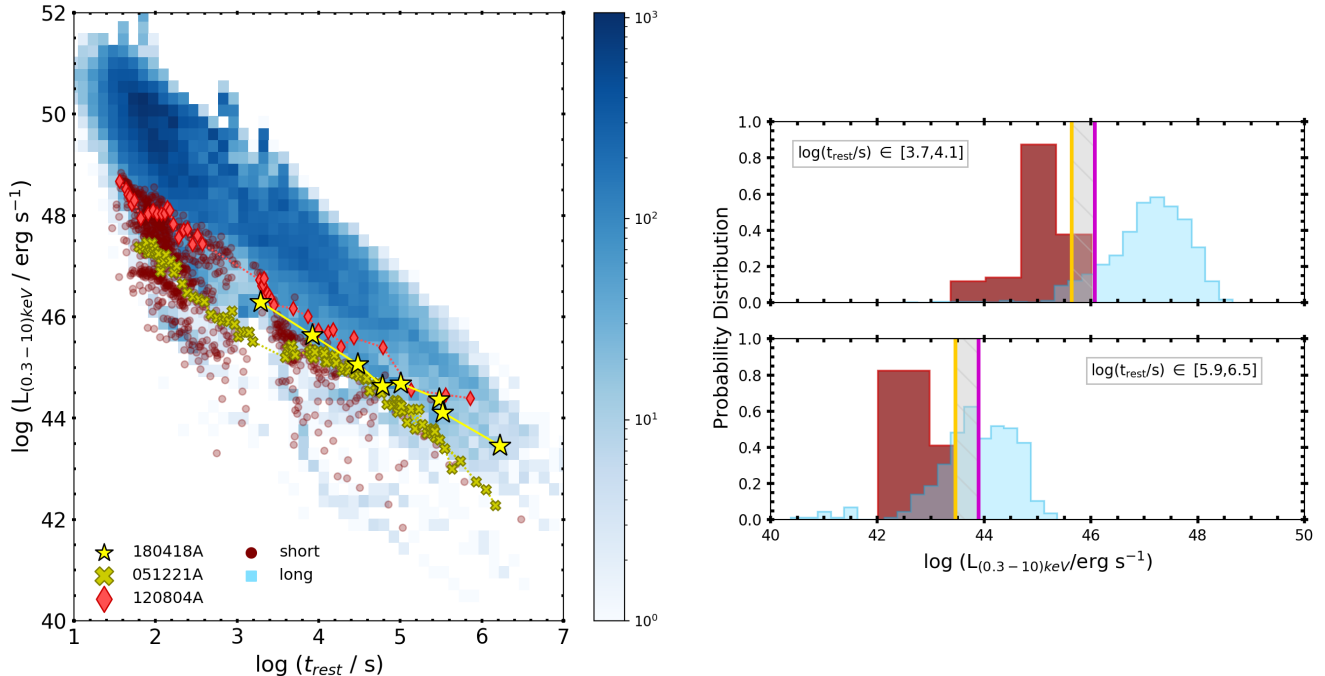 52
50
48
46
44
42
40
log (L(0.3−10)keV / erg s⁻¹)
1 2 3 4 5 6 7
log (t_rest / s)
180418A
051221A
120804A
short
long
10³
10²
10¹
10⁰
Probability Distribution
1.0
0.8
0.6
0.4
0.2
0.0
log(t_rest/s) ∈ [3.7,4.1]
1.0
0.8
0.6
0.4
0.2
0.0
log(t_rest/s) ∈ [5.9,6.5]
40 42 44 46 48 50
log (L(0.3−10)keV/erg s⁻¹)